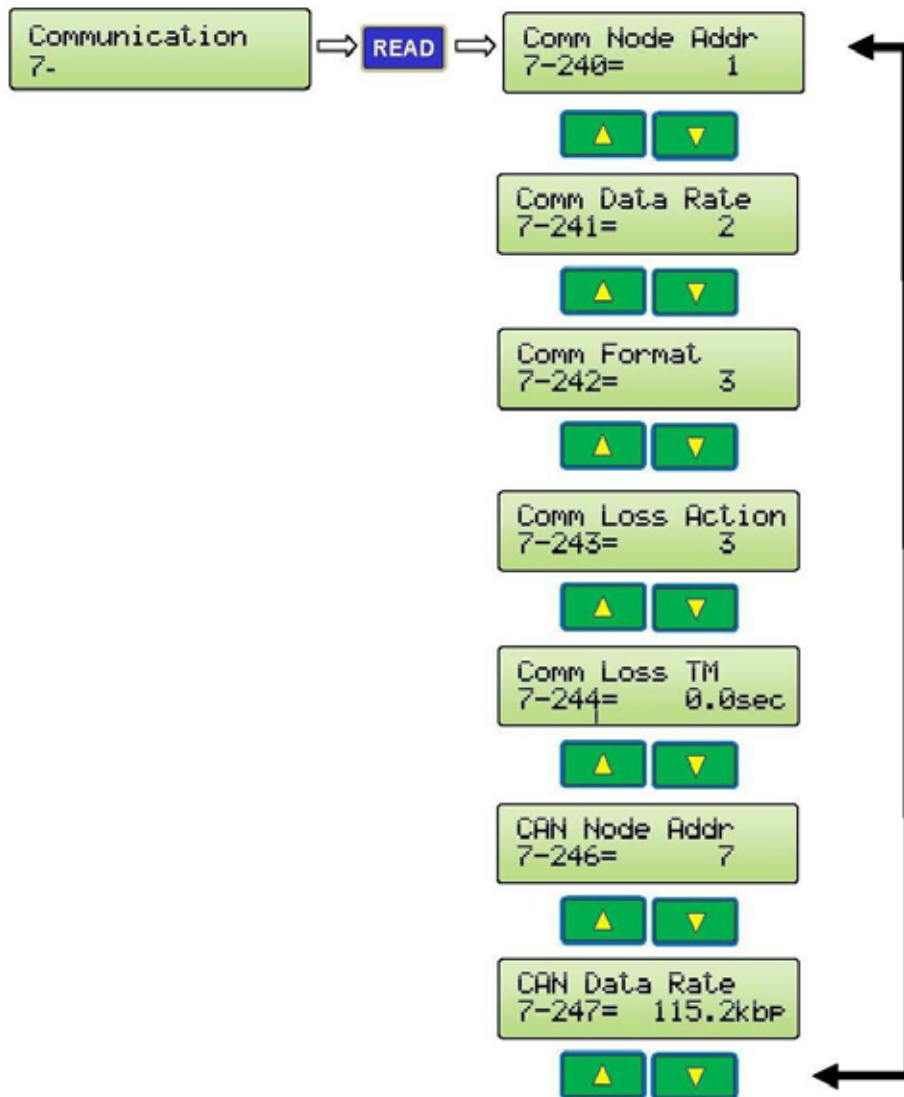 Communication
7-
READ
Comm Node Addr
7-240= 1
Comm Data Rate
7-241= 2
Comm Format
7-242= 3
Comm Loss Action
7-243= 3
Comm Loss TM
7-244= 0.0sec
CAN Node Addr
7-246= 7
CAN Data Rate
7-247= 115.2kbp